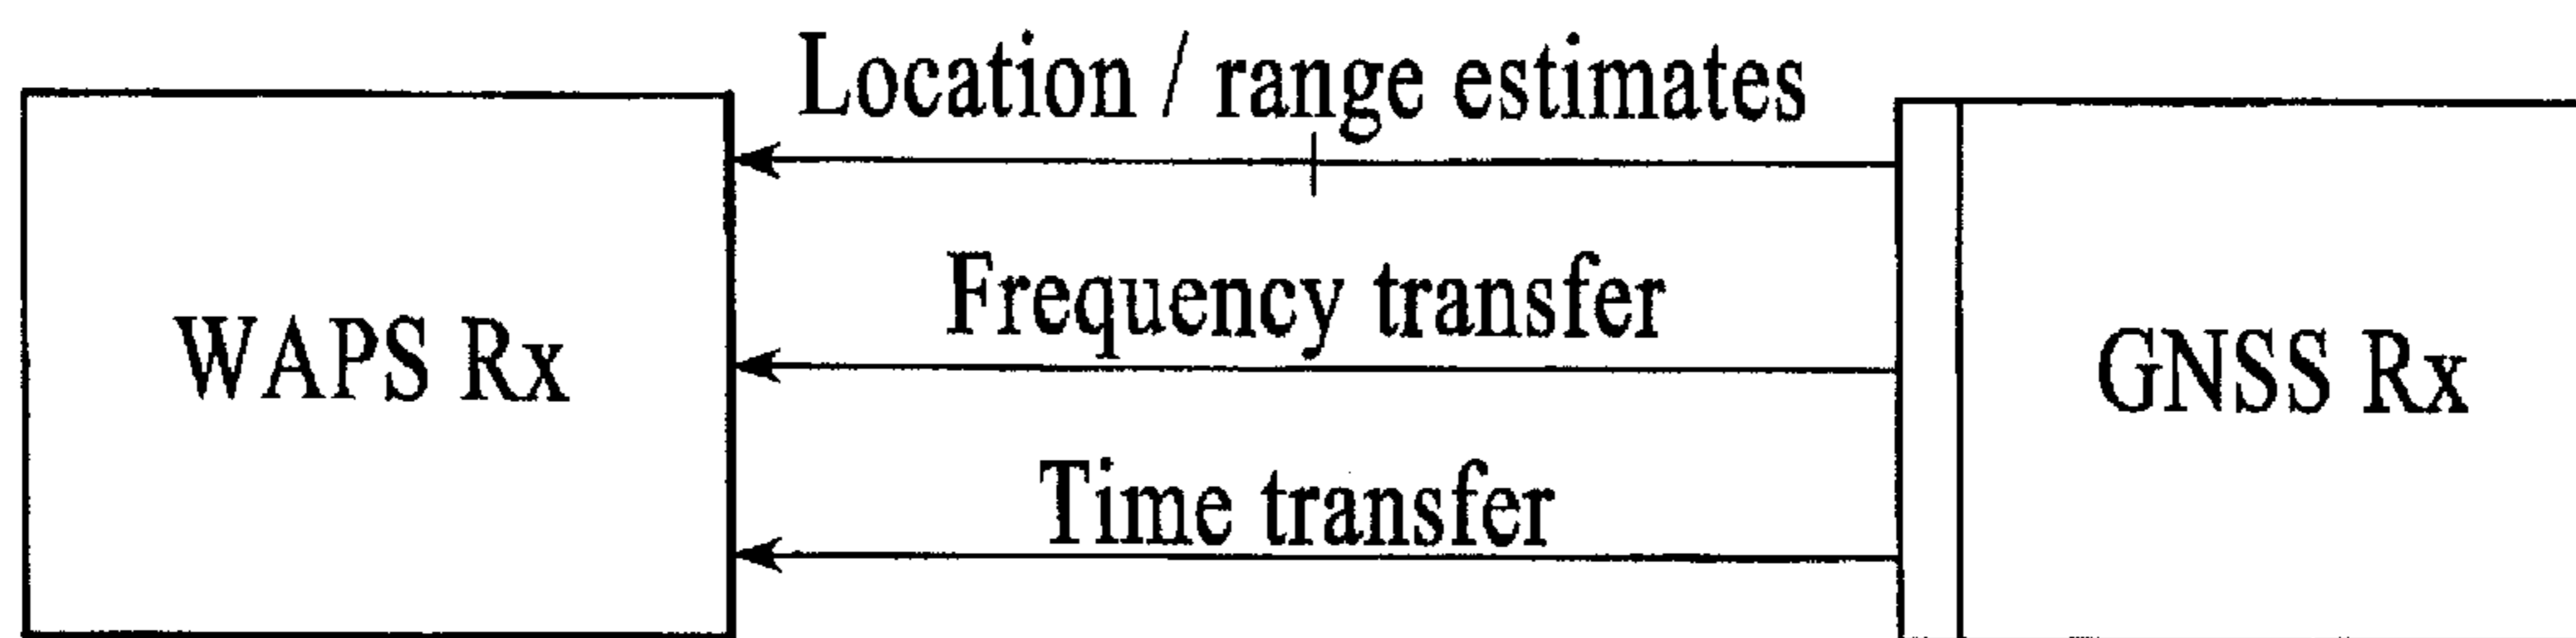 Location / range estimates
Frequency transfer
WAPS Rx
GNSS Rx
Time transfer